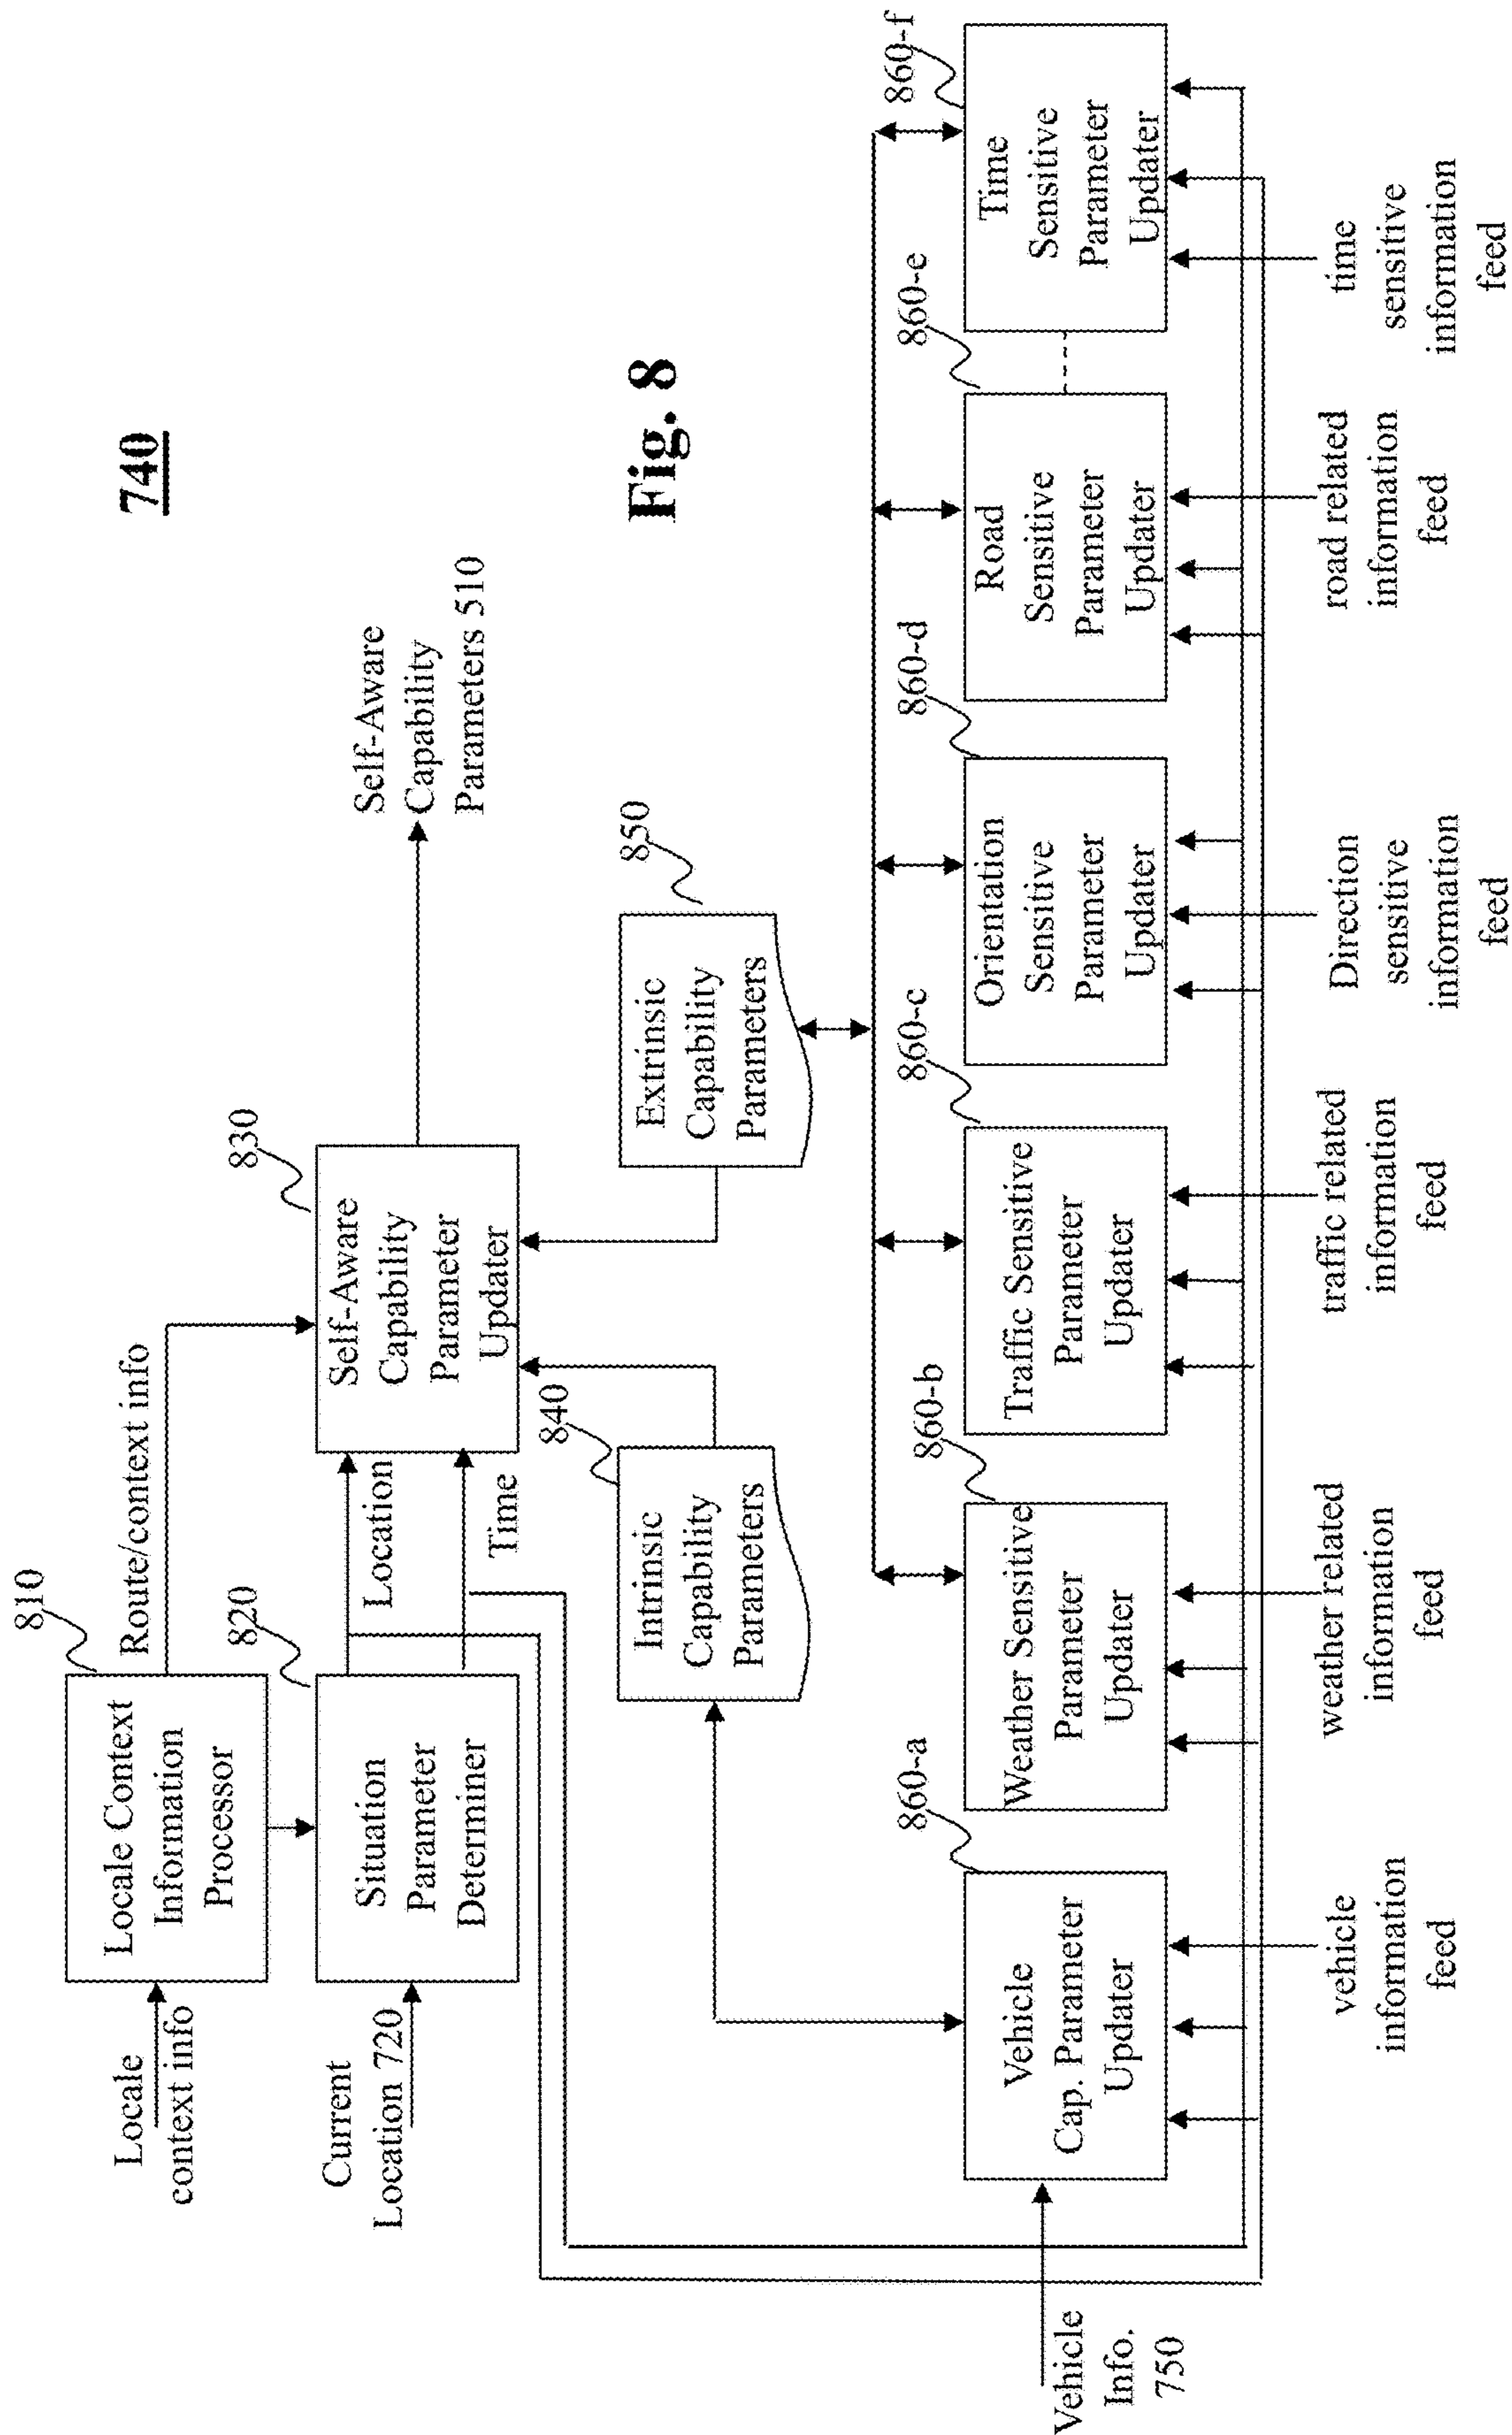 740
810
Locale
context info
Locale Context
Information
Processor
Route/context info
820
830
Current
Location 720
Situation
Parameter
Determiner
Location
Time
Self-Aware
Capability
Parameter
Updater
Self-Aware
Capability
Parameters 510
840
850
Intrinsic
Capability
Parameters
Extrinsic
Capability
Parameters
Fig. 8
860-a
860-b
860-c
860-d
860-e
860-f
Vehicle
Info.
750
Vehicle
Cap. Parameter
Updater
Weather Sensitive
Parameter
Updater
Traffic Sensitive
Parameter
Updater
Orientation
Sensitive
Parameter
Updater
Road
Sensitive
Parameter
Updater
Time
Sensitive
Parameter
Updater
vehicle
information
feed
weather related
information
feed
traffic related
information
feed
Direction
sensitive
information
feed
road related
information
feed
time
sensitive
information
feed